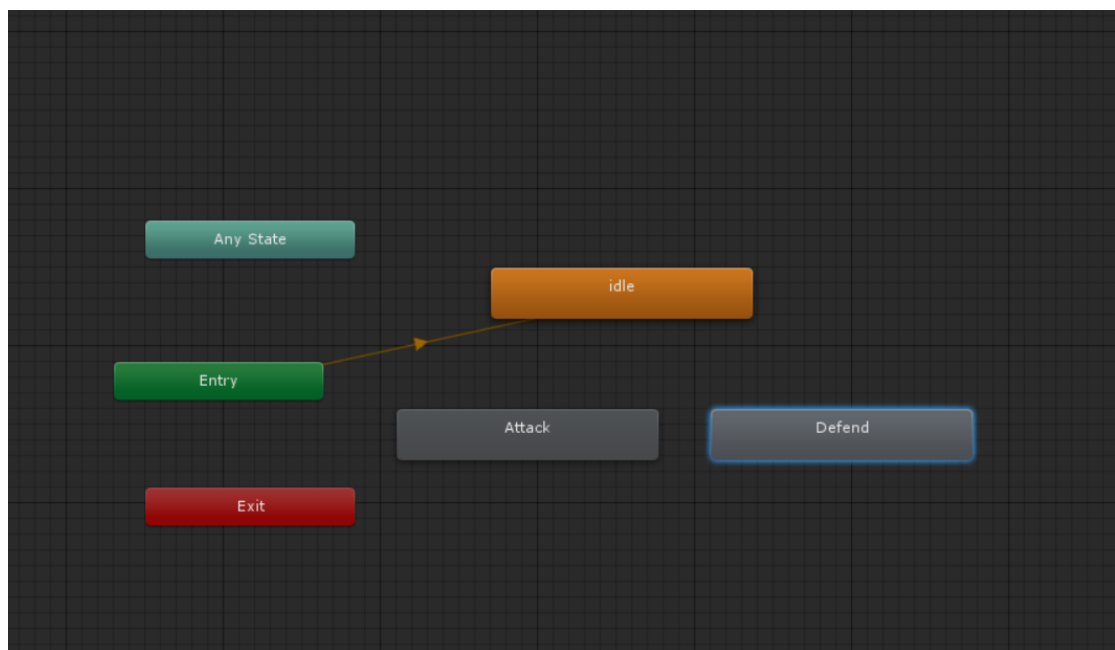 Any State
idle
Entry
Attack
Defend
Exit